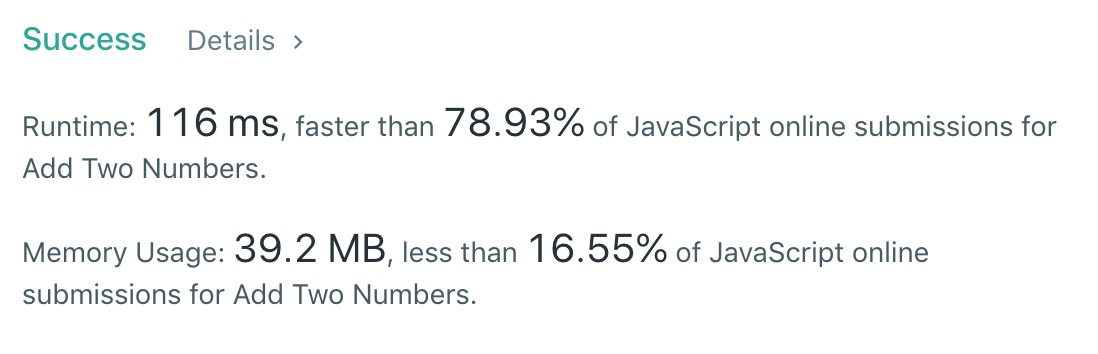 Success Details >
Runtime: 116 ms, faster than 78.93% of JavaScript online submissions for
Add Two Numbers.
Memory Usage: 39.2 MB, less than 16.55% of JavaScript online
submissions for Add Two Numbers.